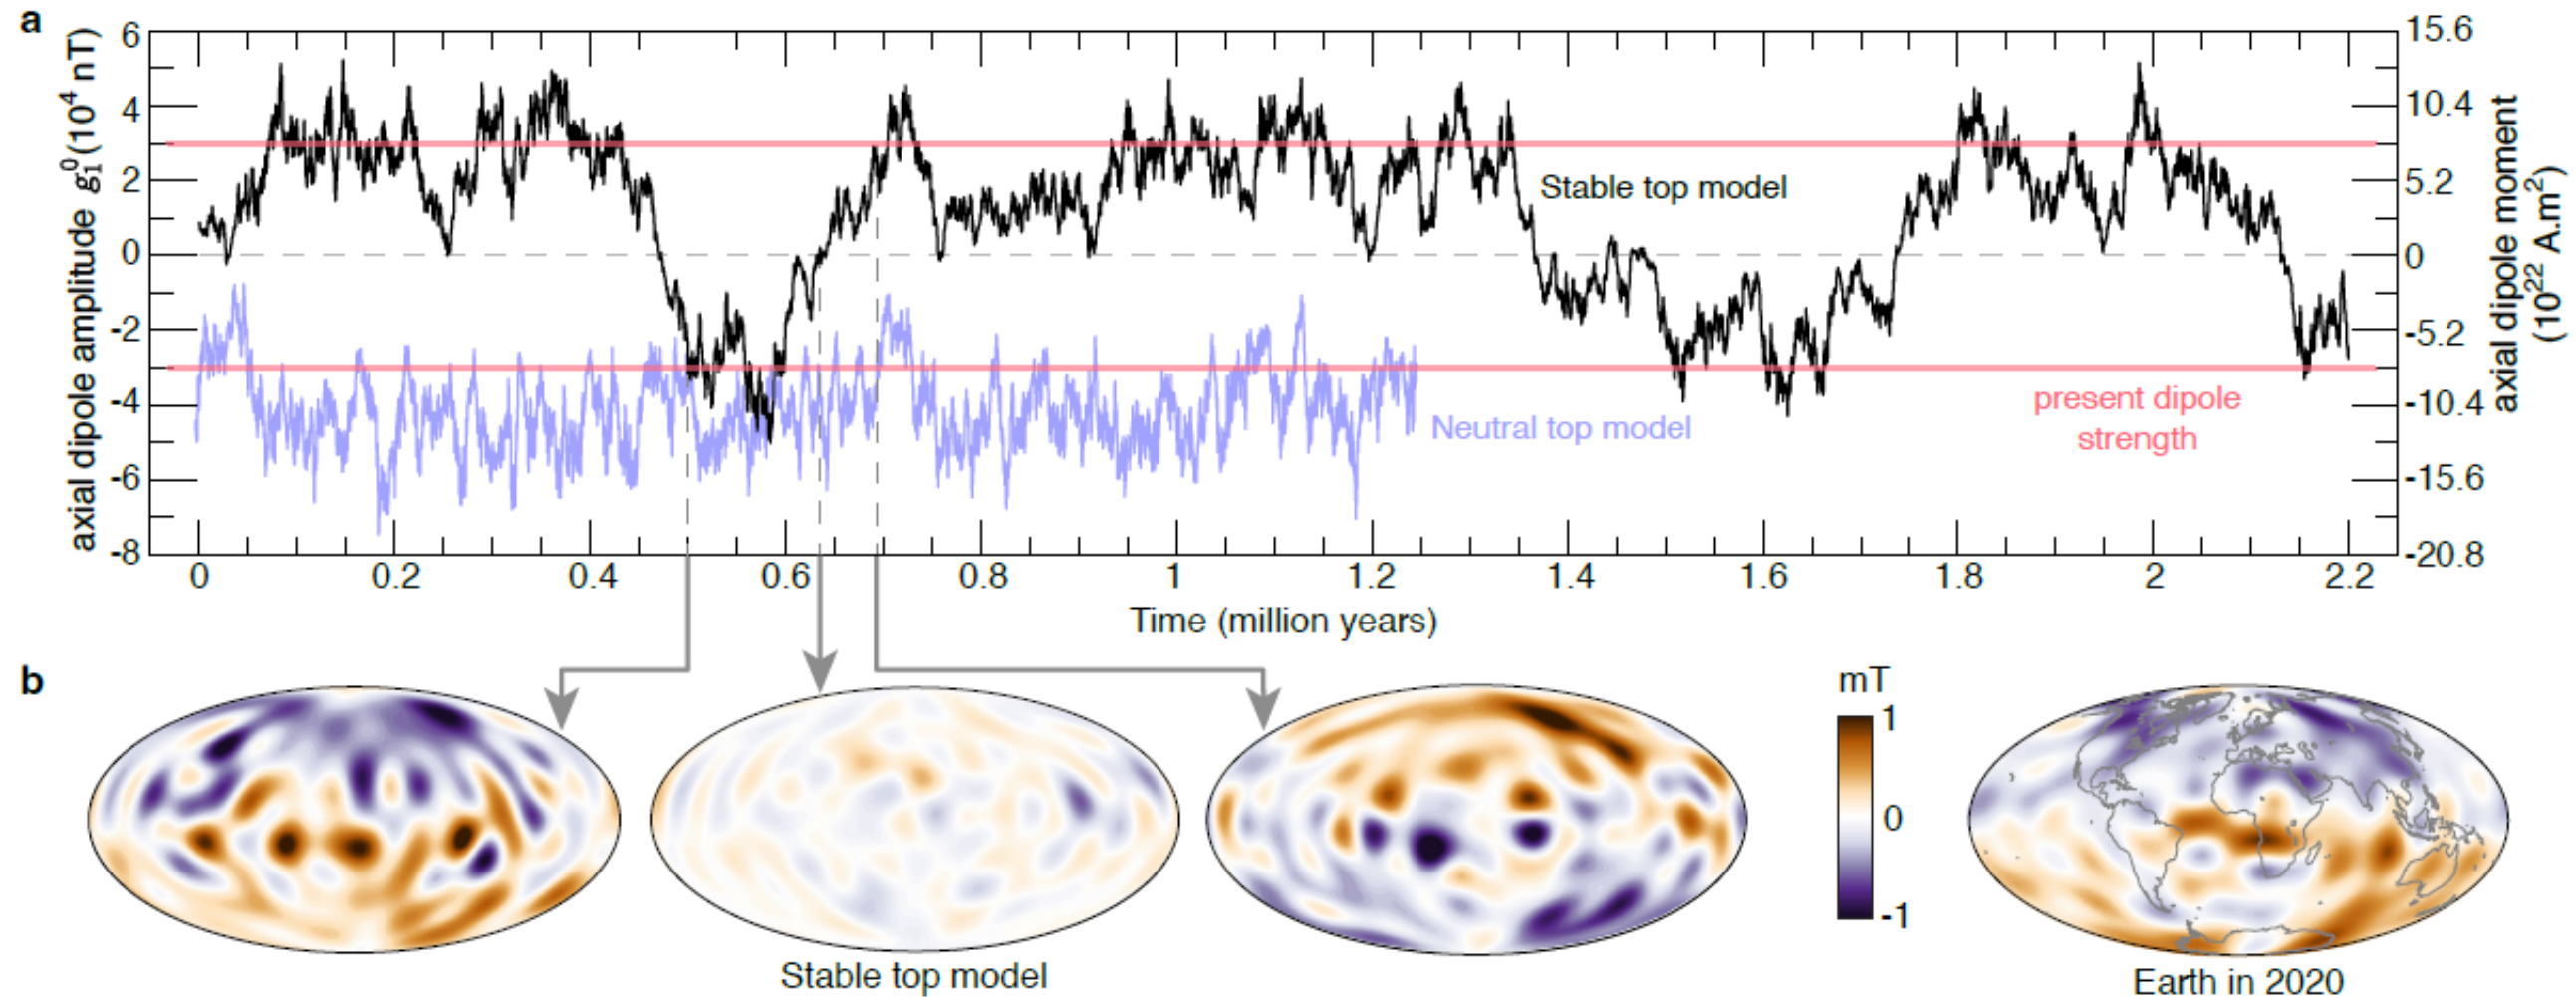 a
axial dipole amplitude g₁⁰ (10⁴ nT)
6
4
2
0
-2
-4
-6
-8
15.6
10.4
5.2
0
-5.2
-10.4
-15.6
-20.8
axial dipole moment
(10²² A.m²)
Stable top model
Neutral top model
present dipole
strength
0 0.2 0.4 0.6 0.8 1 1.2 1.4 1.6 1.8 2 2.2
Time (million years)
b
mT
1
0
-1
Stable top model
Earth in 2020